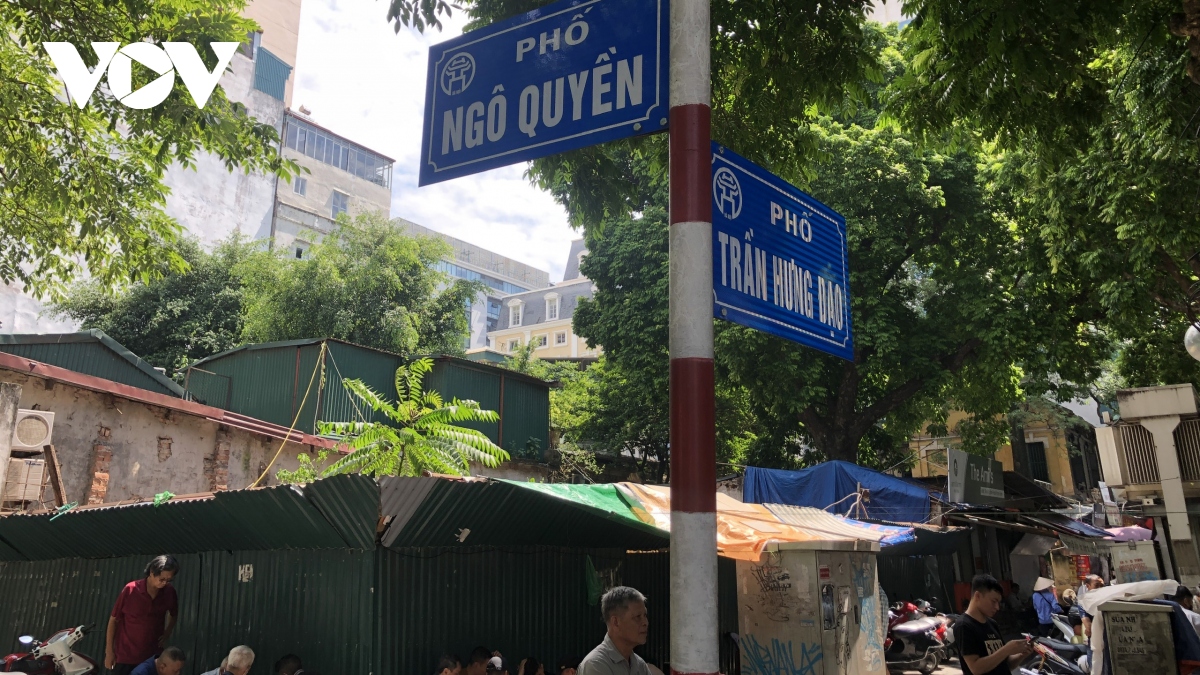 VOV
PHỐ
NGÔ QUYỀN
PHỐ
TRẦN HƯNG ĐẠO